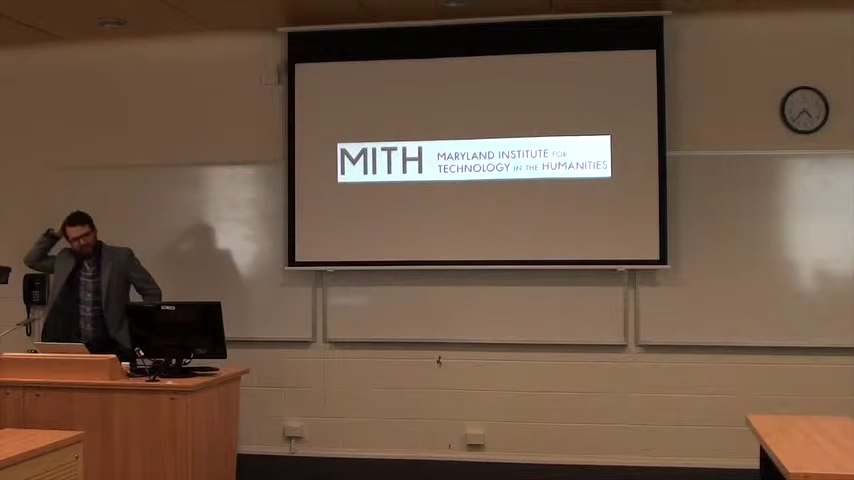 MITH
MARYLAND INSTITUTE FOR
TECHNOLOGY IN THE HUMANITIES